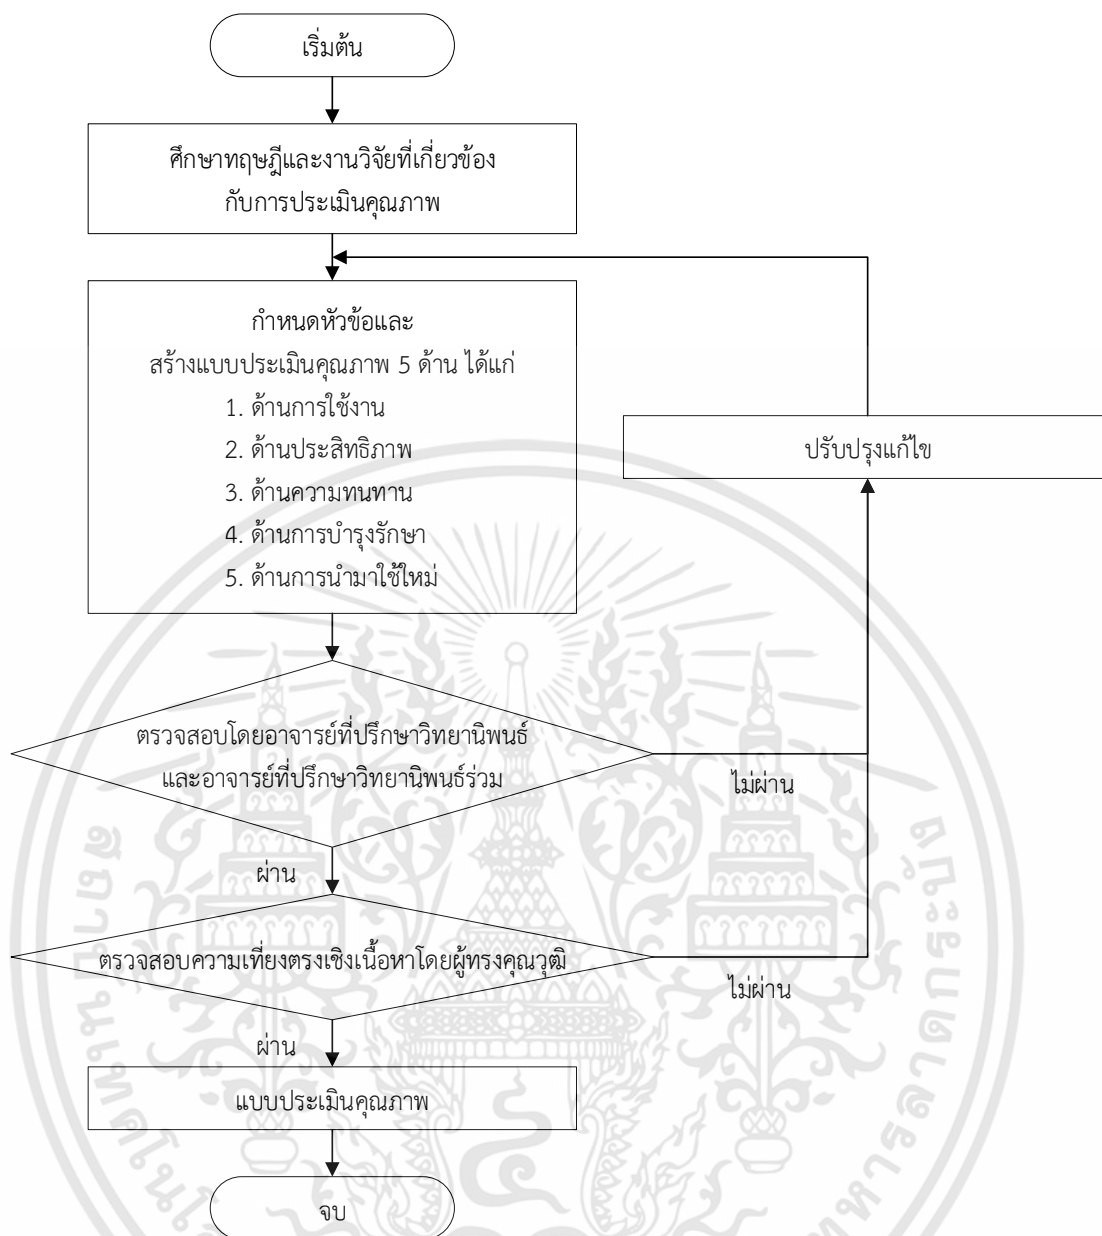 เริ่มต้น
ศึกษาทฤษฎีและงานวิจัยที่เกี่ยวข้อง
กับการประเมินคุณภาพ
กำหนดหัวข้อและ
สร้างแบบประเมินคุณภาพ 5 ด้าน ได้แก่
1. ด้านการใช้งาน
2. ด้านประสิทธิภาพ
3. ด้านความทนทาน
4. ด้านการบำรุงรักษา
5. ด้านการนำมาใช้ใหม่
ปรับปรุงแก้ไข
ตรวจสอบโดยอาจารย์ที่ปรึกษาวิทยานิพนธ์
และอาจารย์ที่ปรึกษาวิทยานิพนธ์ร่วม
ไม่ผ่าน
ผ่าน
ตรวจสอบความเที่ยงตรงเชิงเนื้อหาโดยผู้ทรงคุณวุฒิ
ไม่ผ่าน
ผ่าน
แบบประเมินคุณภาพ
จบ